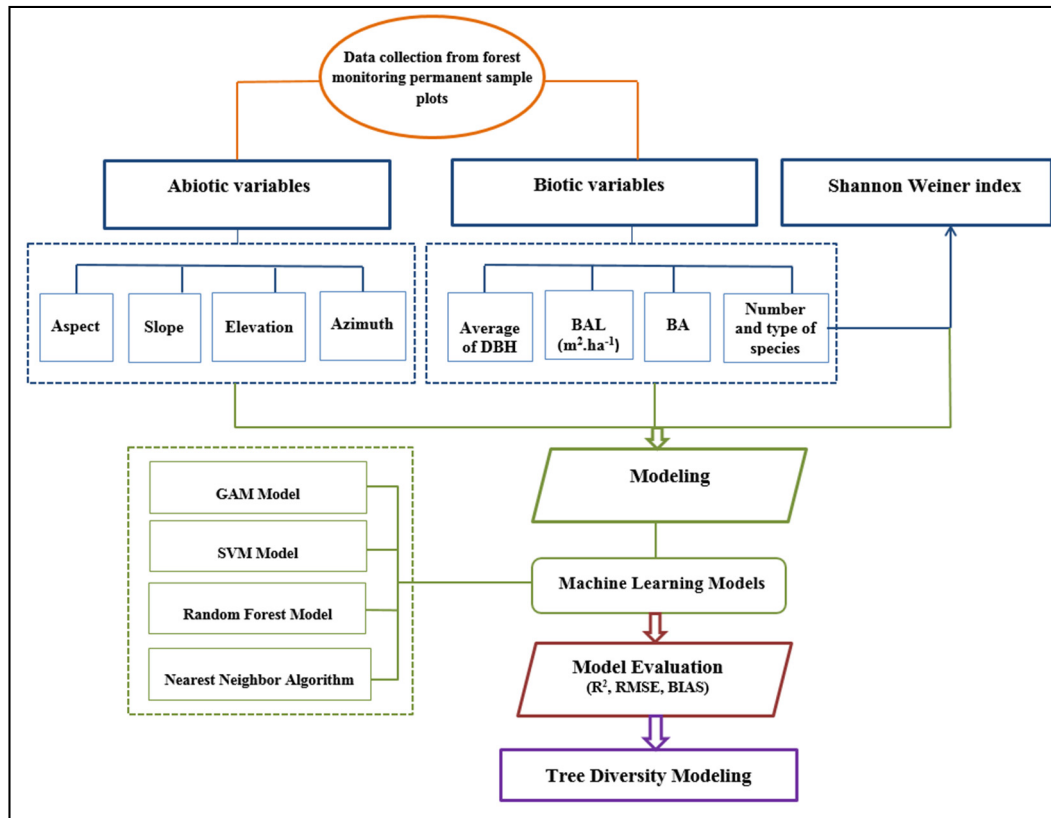 Data collection from forest
monitoring permanent sample
plots
Abiotic variables
Biotic variables
Shannon Weiner index
Aspect
Slope
Elevation
Azimuth
Average
of DBH
BAL
(m².ha⁻¹)
BA
Number
and type of
species
Modeling
GAM Model
SVM Model
Random Forest Model
Nearest Neighbor Algorithm
Machine Learning Models
Model Evaluation
(R², RMSE, BIAS)
Tree Diversity Modeling